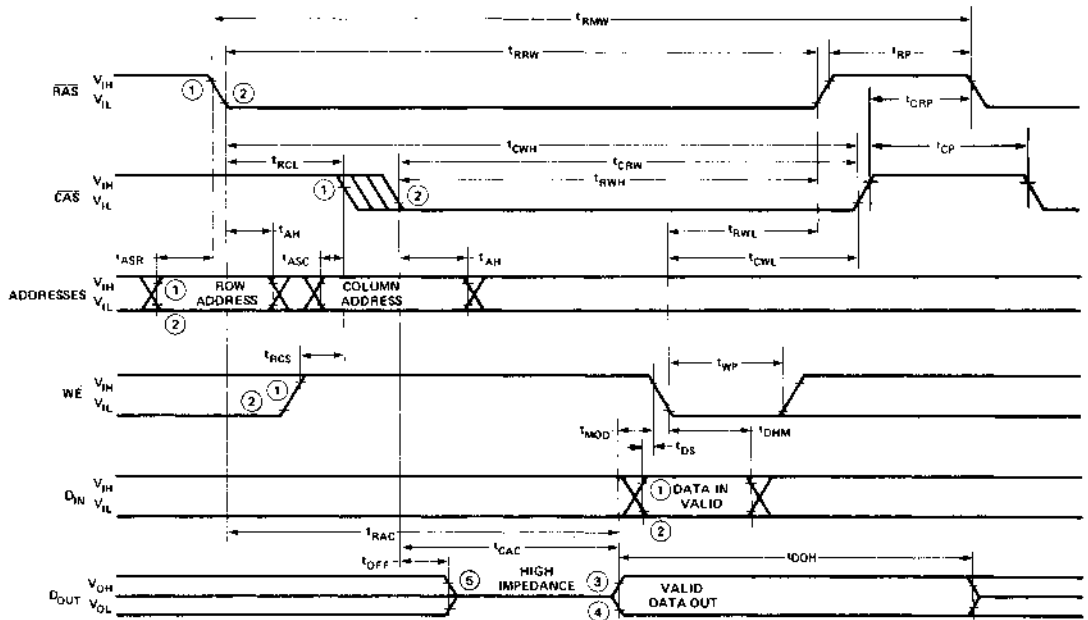 tRMW
tRRW
tRP
RAS VIH VIL ① ②
tCRP
tCWH
tRCL
tCRW
tCP
tRWH
CAS VIH VIL ① ②
tAH
tRWL
tASR
tASC
tAH
tCWL
ADDRESSES VIH VIL ① ② ROW ADDRESS COLUMN ADDRESS
tRCS
tWP
WE VIH VIL ② ①
tMOD
tDHM
tDS
DIN VIH VIL ① ② DATA IN VALID
tRAC
tCAC
tOFF
tDOH
HIGH IMPEDANCE
DOUT VOH VOL ⑤ ③ ④ VALID DATA OUT